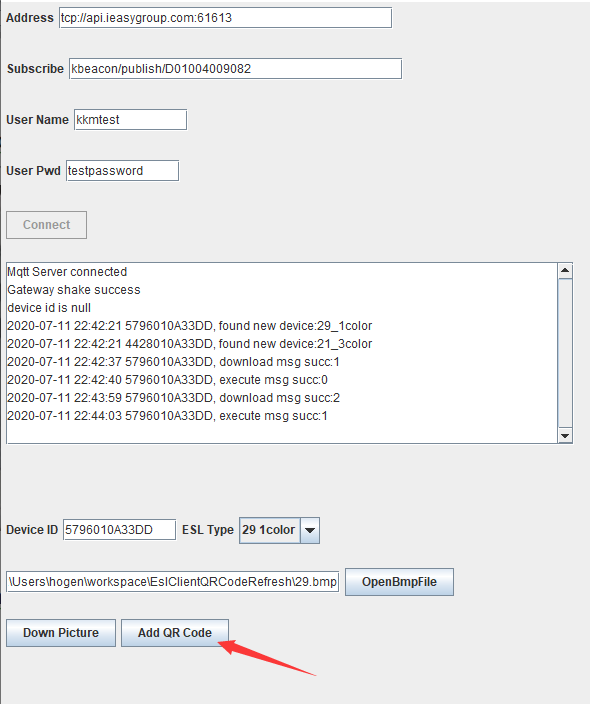 Address tcp://api.ieasygroup.com:61613
Subscribe kbeacon/publish/D01004009082
User Name kkmtest
User Pwd testpassword
Connect
Mqtt Server connected
Gateway shake success
device id is null
2020-07-11 22:42:21 5796010A33DD, found new device:29_1color
2020-07-11 22:42:21 4428010A33DD, found new device:21_3color
2020-07-11 22:42:37 5796010A33DD, download msg succ:1
2020-07-11 22:42:40 5796010A33DD, execute msg succ:0
2020-07-11 22:43:59 5796010A33DD, download msg succ:2
2020-07-11 22:44:03 5796010A33DD, execute msg succ:1
Device ID 5796010A33DD ESL Type 29 1color
\Users\hogen\workspace\EslClientQRCodeRefresh\29.bmp OpenBmpFile
Down Picture Add QR Code